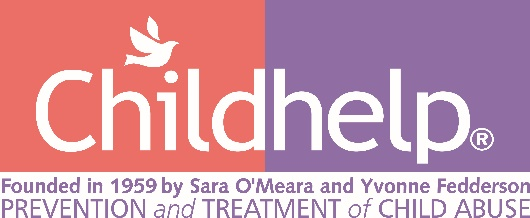 Childhelp®
Founded in 1959 by Sara O'Meara and Yvonne Fedderson
PREVENTION and TREATMENT of CHILD ABUSE